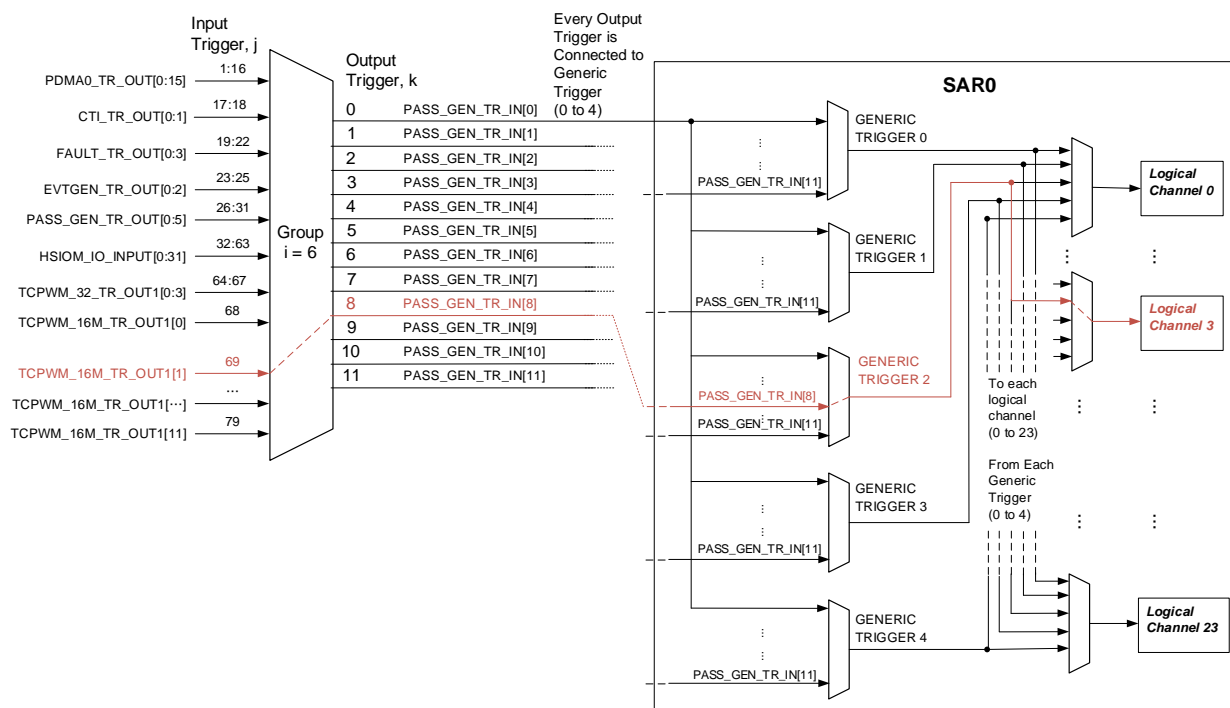 Input
Trigger, j
PDMA0_TR_OUT[0:15]
1:16
CTI_TR_OUT[0:1]
17:18
FAULT_TR_OUT[0:3]
19:22
EVTGEN_TR_OUT[0:2]
23:25
PASS_GEN_TR_OUT[0:5]
26:31
HSIOM_IO_INPUT[0:31]
32:63
TCPWM_32_TR_OUT1[0:3]
64:67
TCPWM_16M_TR_OUT1[0]
68
TCPWM_16M_TR_OUT1[1]
69
...
TCPWM_16M_TR_OUT1[...]
TCPWM_16M_TR_OUT1[11]
79
Group
i = 6
Output
Trigger, k
0 PASS_GEN_TR_IN[0]
1 PASS_GEN_TR_IN[1]
2 PASS_GEN_TR_IN[2]
3 PASS_GEN_TR_IN[3]
4 PASS_GEN_TR_IN[4]
5 PASS_GEN_TR_IN[5]
6 PASS_GEN_TR_IN[6]
7 PASS_GEN_TR_IN[7]
8 PASS_GEN_TR_IN[8]
9 PASS_GEN_TR_IN[9]
10 PASS_GEN_TR_IN[10]
11 PASS_GEN_TR_IN[11]
Every Output
Trigger is
Connected to
Generic
Trigger
(0 to 4)
SAR0
PASS_GEN_TR_IN[11]
GENERIC
TRIGGER 0
PASS_GEN_TR_IN[11]
GENERIC
TRIGGER 1
PASS_GEN_TR_IN[8]
PASS_GEN_TR_IN[11]
GENERIC
TRIGGER 2
PASS_GEN_TR_IN[11]
GENERIC
TRIGGER 3
PASS_GEN_TR_IN[11]
GENERIC
TRIGGER 4
To each
logical
channel
(0 to 23)
From Each
Generic
Trigger
(0 to 4)
Logical
Channel 0
Logical
Channel 3
Logical
Channel 23